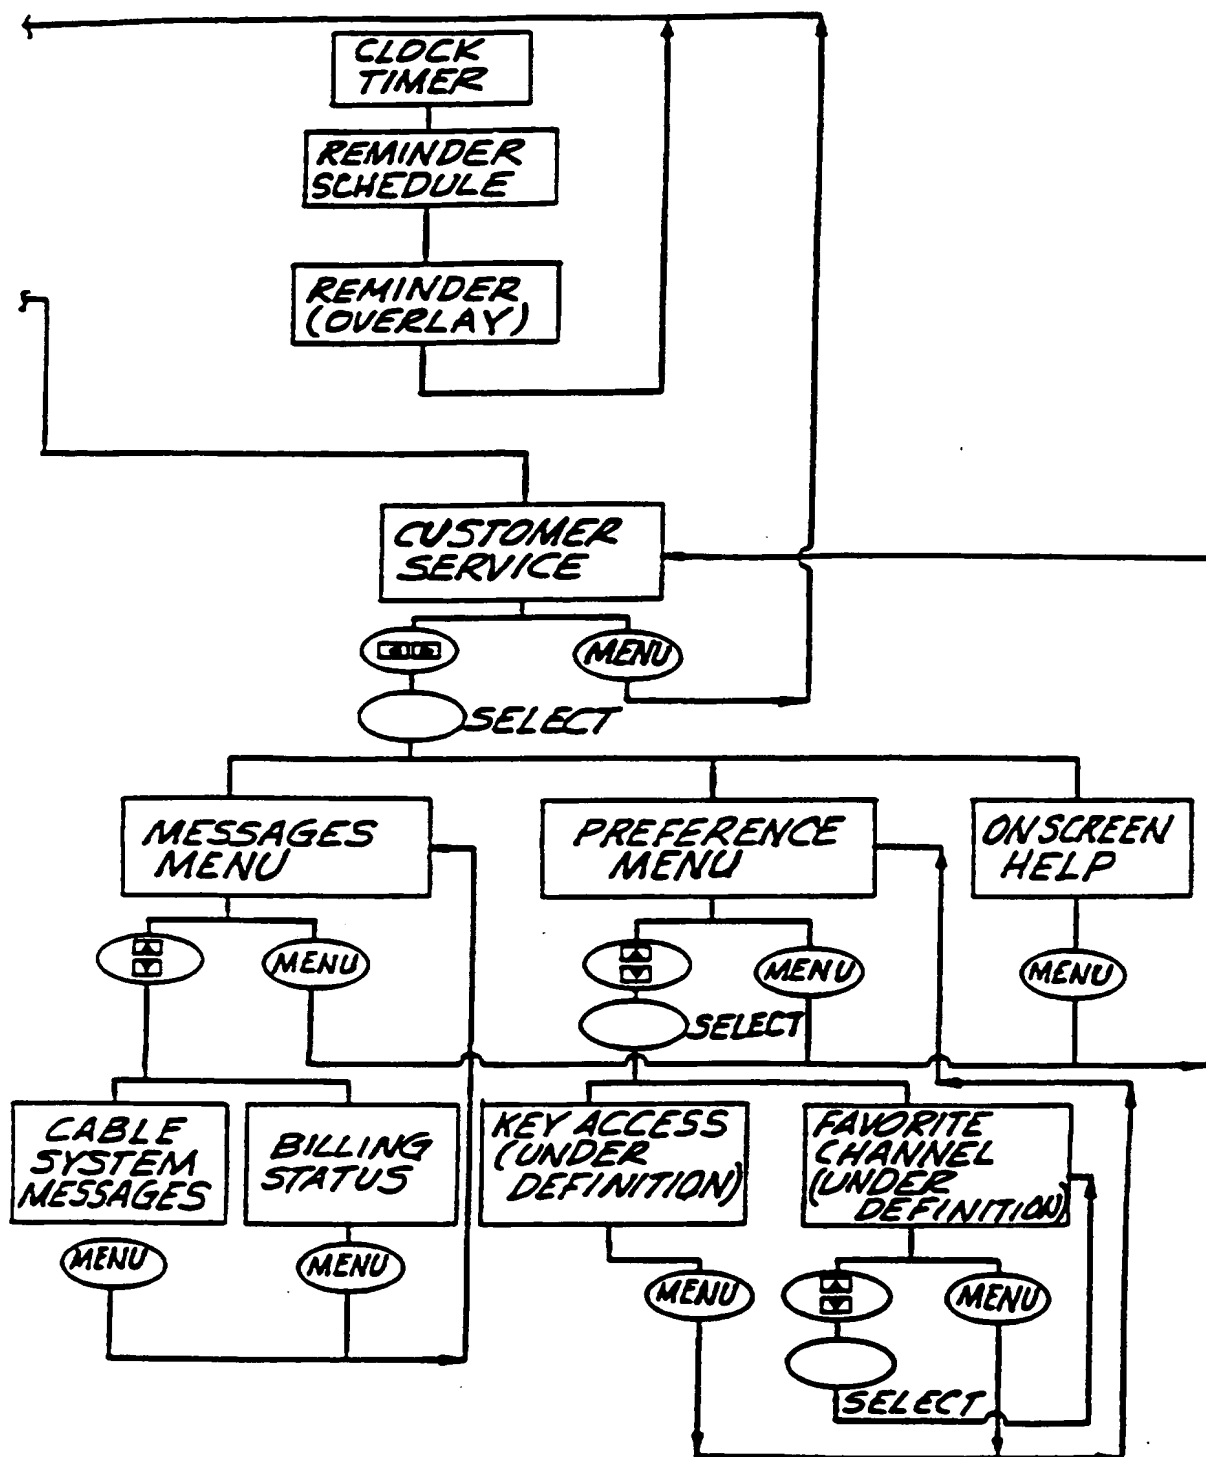 CLOCK
TIMER
REMINDER
SCHEDULE
REMINDER
(OVERLAY)
CUSTOMER
SERVICE
MENU
SELECT
MESSAGES
MENU
PREFERENCE
MENU
ON SCREEN
HELP
MENU
MENU
MENU
SELECT
CABLE
SYSTEM
MESSAGES
BILLING
STATUS
KEY ACCESS
(UNDER
DEFINITION)
FAVORITE
CHANNEL
(UNDER
DEFINITION)
MENU
MENU
MENU
MENU
SELECT